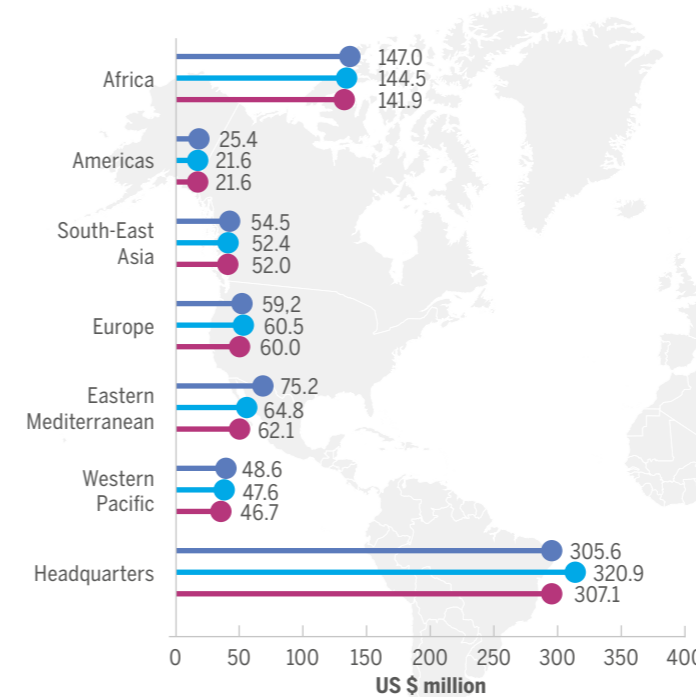 147.0
Africa 144.5
141.9
25.4
Americas 21.6
21.6
South-East 54.5
Asia 52.4
52.0
59,2
Europe 60.5
60.0
Eastern 75.2
Mediterranean 64.8
62.1
Western 48.6
Pacific 47.6
46.7
305.6
Headquarters 320.9
307.1
0 50 100 150 200 250 300 350 400
US $ million